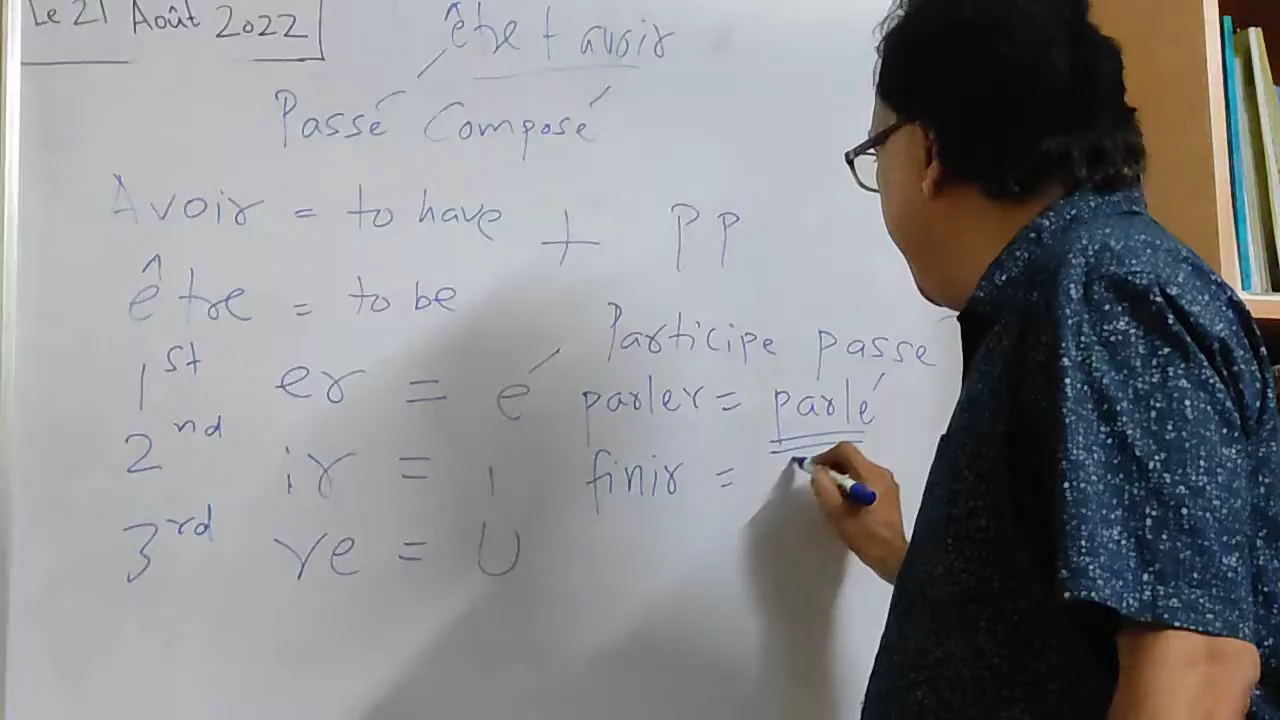 Le 21 Août 2022
être + avoir
Passé Composé
Avoir = to have + PP
être = to be
Participe passé
1st er = é parler = parlé
2nd ir = i finir =
3rd re = U